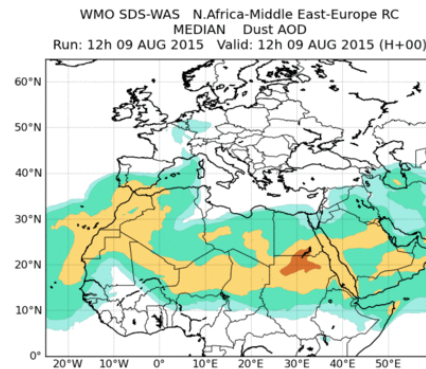 WMO SDS-WAS N.Africa-Middle East-Europe RC
MEDIAN Dust AOD
Run: 12h 09 AUG 2015 Valid: 12h 09 AUG 2015 (H+00)
60°N
50°N
40°N
30°N
20°N
10°N
0°
20°W 10°W 0° 10°E 20°E 30°E 40°E 50°E